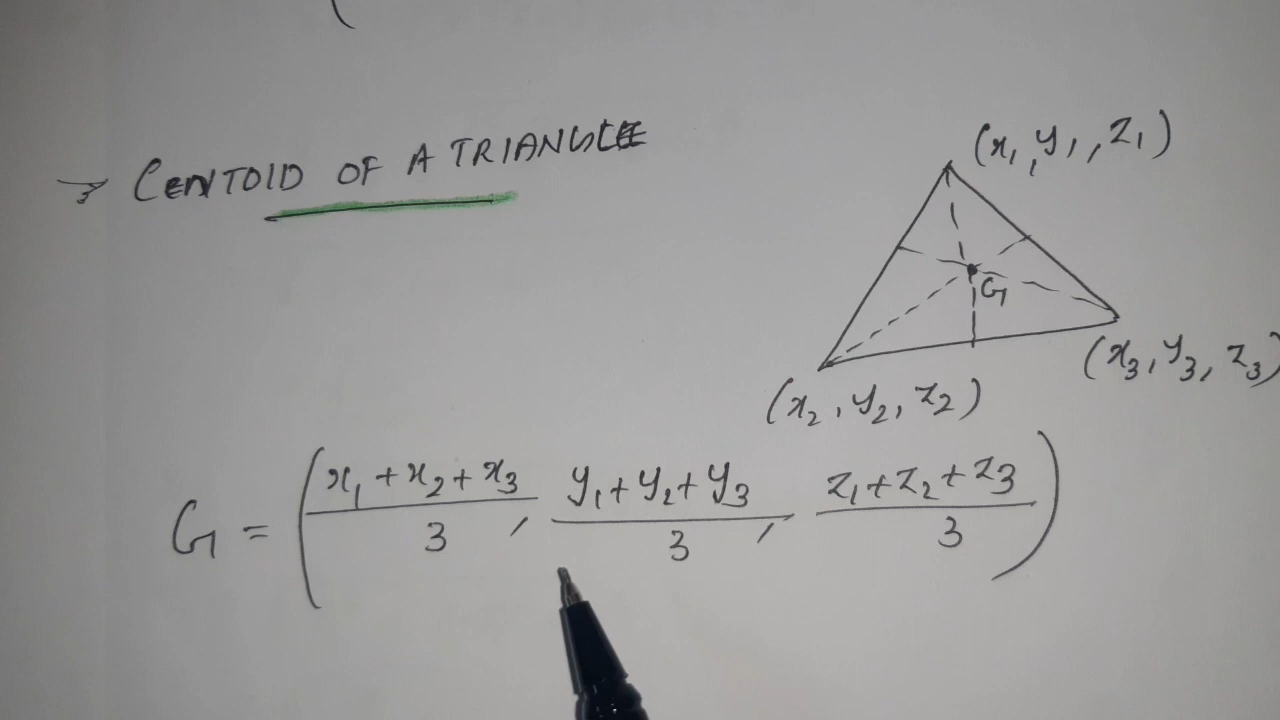 → CENTOID OF A TRIANGLE
(x₁, y₁, z₁)
G
(x₃, y₃, z₃)
(x₂, y₂, z₂)
G = ( x₁ + x₂ + x₃ / 3 , y₁ + y₂ + y₃ / 3 , z₁ + z₂ + z₃ / 3 )